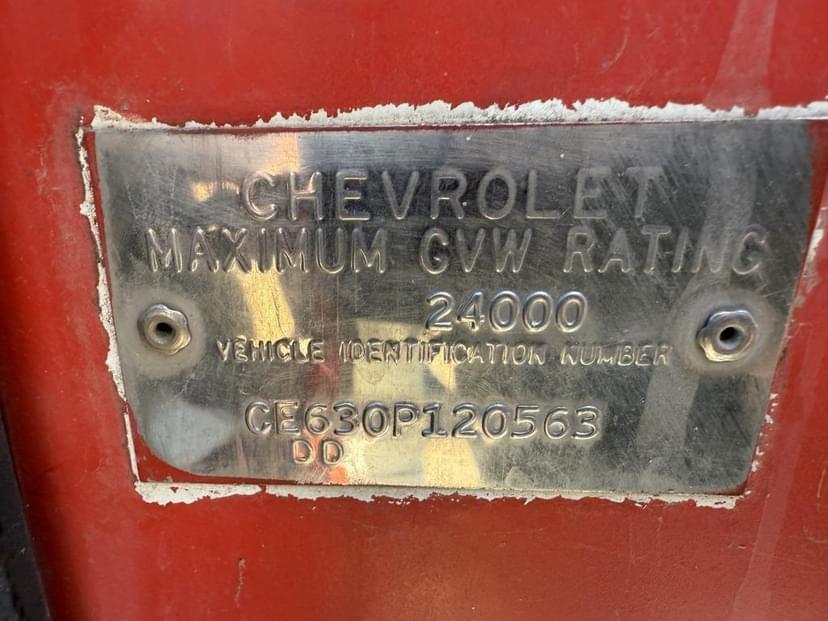 CHEVROLET
MAXIMUM GVW RATING
24000
VEHICLE IDENTIFICATION NUMBER
CE630P120563
DD